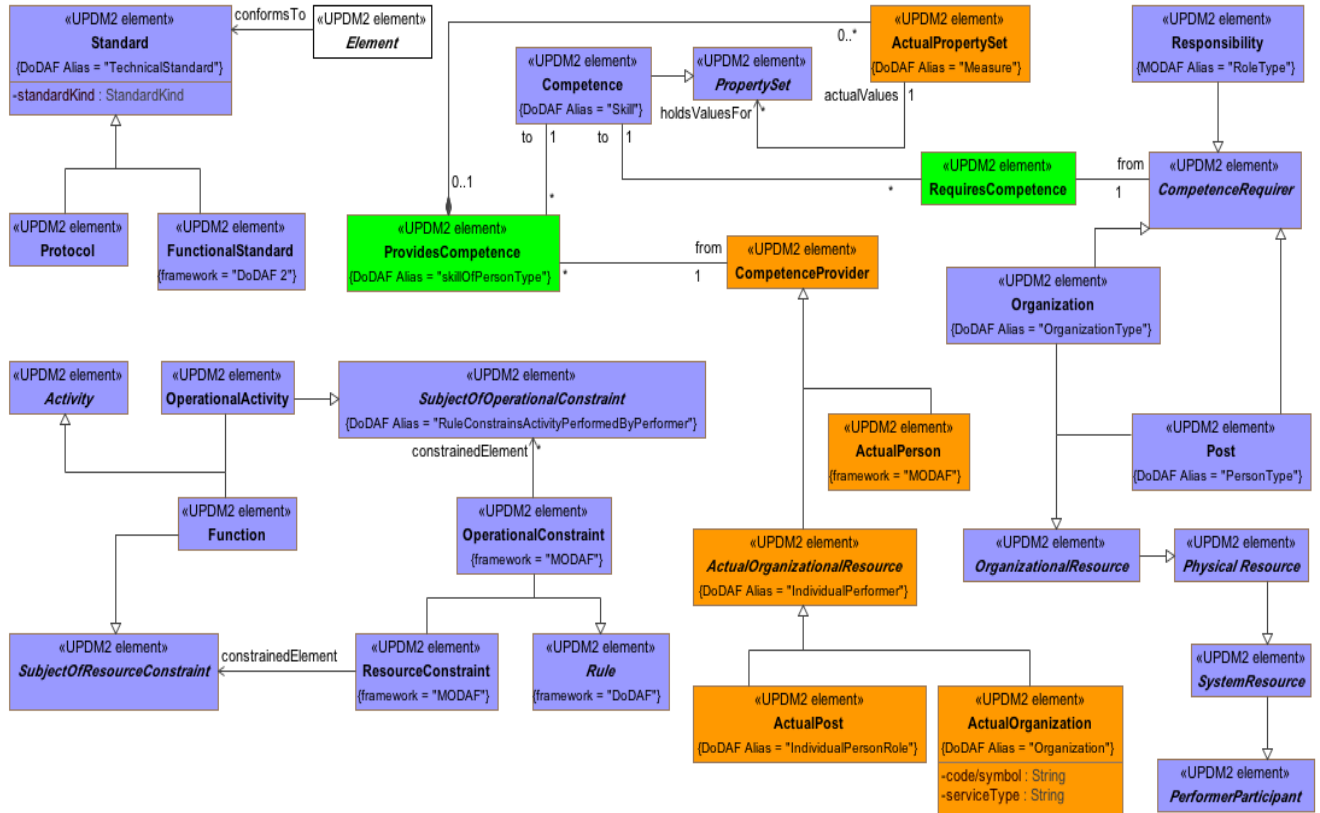 «UPDM2 element»
Standard
{DoDAF Alias = "TechnicalStandard"}
-standardKind : StandardKind
conformsTo
«UPDM2 element»
Element
«UPDM2 element»
Protocol
«UPDM2 element»
FunctionalStandard
{framework = "DoDAF 2"}
«UPDM2 element»
Competence
{DoDAF Alias = "Skill"}
«UPDM2 element»
PropertySet
holdsValuesFor
*
0..*
«UPDM2 element»
ActualPropertySet
{DoDAF Alias = "Measure"}
actualValues
1
«UPDM2 element»
Responsibility
{MODAF Alias = "RoleType"}
to
1
to
1
*
*
0..1
«UPDM2 element»
RequiresCompetence
from
1
«UPDM2 element»
CompetenceRequirer
«UPDM2 element»
ProvidesCompetence
{DoDAF Alias = "skillOfPersonType"}
*
from
1
«UPDM2 element»
CompetenceProvider
«UPDM2 element»
Organization
{DoDAF Alias = "OrganizationType"}
«UPDM2 element»
Activity
«UPDM2 element»
OperationalActivity
«UPDM2 element»
SubjectOfOperationalConstraint
{DoDAF Alias = "RuleConstrainsActivityPerformedByPerformer"}
constrainedElement
*
«UPDM2 element»
ActualPerson
{framework = "MODAF"}
«UPDM2 element»
Post
{DoDAF Alias = "PersonType"}
«UPDM2 element»
Function
«UPDM2 element»
OperationalConstraint
{framework = "MODAF"}
«UPDM2 element»
ActualOrganizationalResource
{DoDAF Alias = "IndividualPerformer"}
«UPDM2 element»
OrganizationalResource
«UPDM2 element»
Physical Resource
«UPDM2 element»
SubjectOfResourceConstraint
constrainedElement
«UPDM2 element»
ResourceConstraint
{framework = "MODAF"}
«UPDM2 element»
Rule
{framework = "DoDAF"}
«UPDM2 element»
SystemResource
«UPDM2 element»
ActualPost
{DoDAF Alias = "IndividualPersonRole"}
«UPDM2 element»
ActualOrganization
{DoDAF Alias = "Organization"}
-code/symbol : String
-serviceType : String
«UPDM2 element»
PerformerParticipant